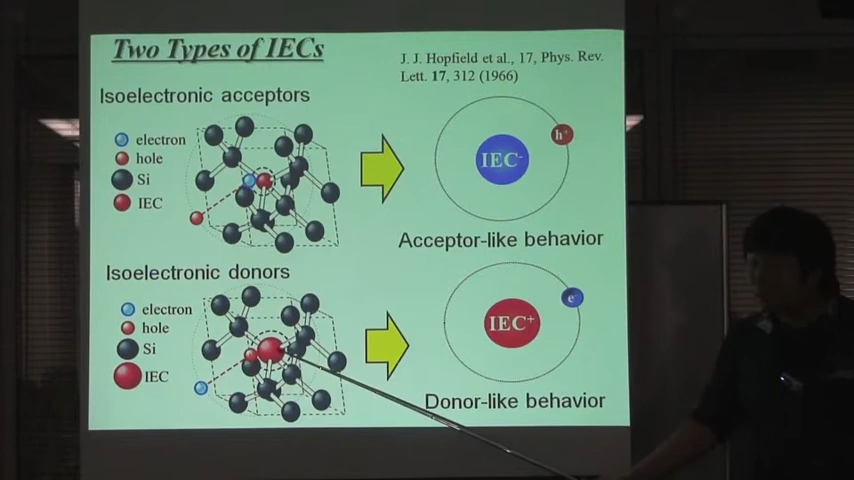 Two Types of IECs
J. J. Hopfield et al., 17, Phys. Rev.
Lett. 17, 312 (1966)
Isoelectronic acceptors
electron
hole
Si
IEC
IEC-
h+
Acceptor-like behavior
Isoelectronic donors
electron
hole
Si
IEC
IEC+
e-
Donor-like behavior